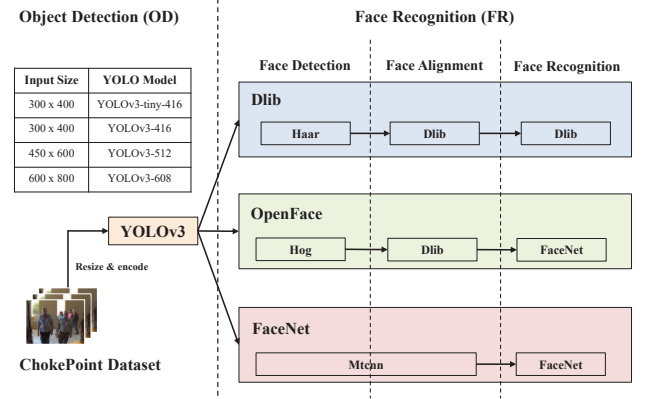 Object Detection (OD)
Face Recognition (FR)
Input Size YOLO Model
300 x 400 YOLOv3-tiny-416
300 x 400 YOLOv3-416
450 x 600 YOLOv3-512
600 x 800 YOLOv3-608
YOLOv3
Resize & encode
ChokePoint Dataset
Face Detection Face Alignment Face Recognition
Dlib
Haar Dlib Dlib
OpenFace
Hog Dlib FaceNet
FaceNet
Mtcnn FaceNet